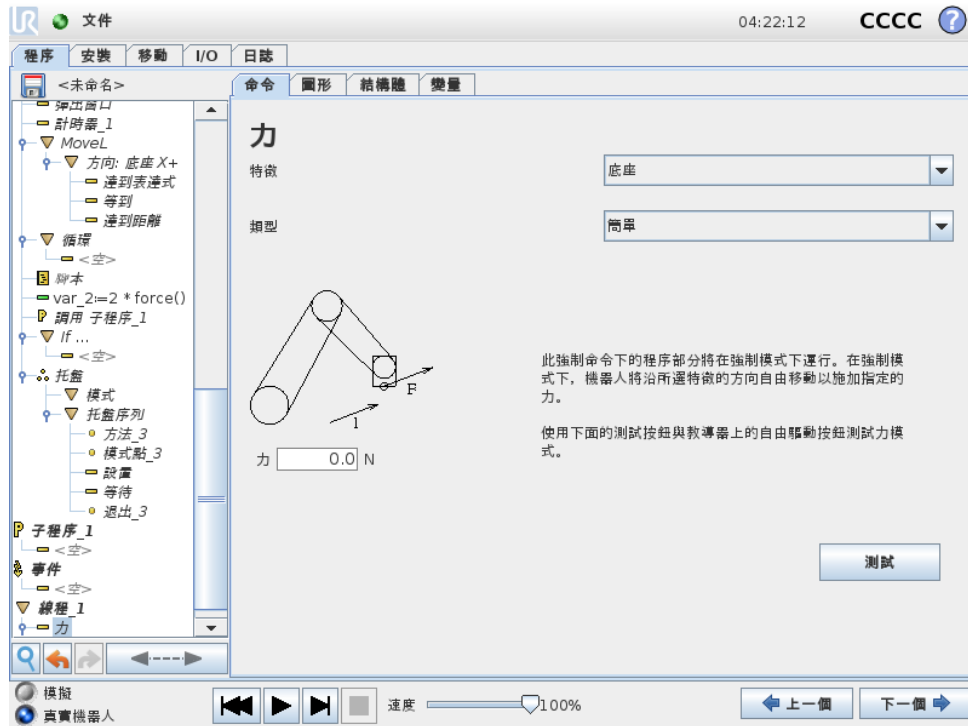 UR 文件 04:22:12 CCCC ?
程序 安裝 移動 I/O 日誌
<未命名> 命令 圖形 結構體 變量
彈出窗口
計時器_1
MoveL
方向: 底座 X+
達到表達式
等到
達到距離
循環
<空>
腳本
var_2:=2 * force()
調用 子程序_1
If ...
<空>
托盤
模式
托盤序列
方法_3
模式點_3
設置
等待
退出_3
子程序_1
<空>
事件
<空>
線程_1
力
力
特徵 底座
類型 簡單
F
1
力 0.0 N
此強制命令下的程序部分將在強制模式下運行。在強制模
式下，機器人將沿所選特徵的方向自由移動以施加指定的
力。
使用下面的測試按鈕與教導器上的自由驅動按鈕測試力模
式。
測試
模擬
真實機器人
速度 100%
上一個 下一個